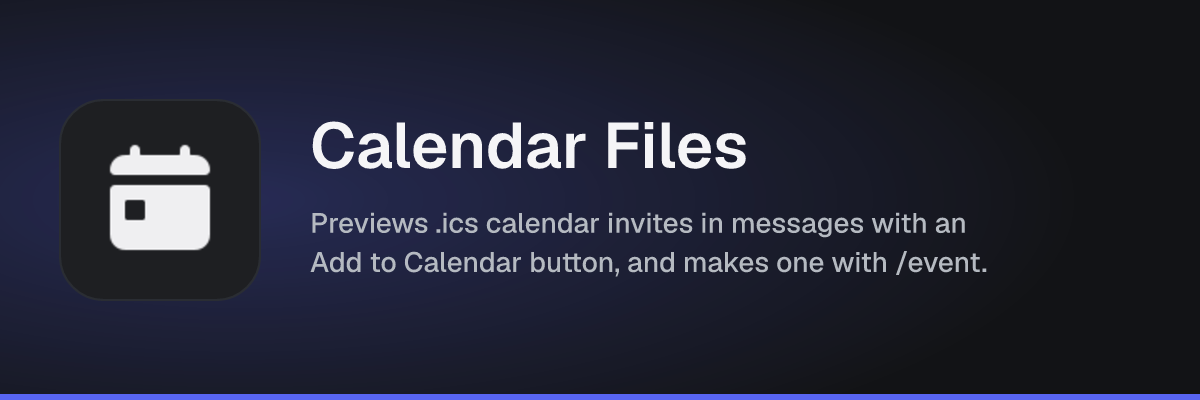 Calendar Files
Previews .ics calendar invites in messages with an
Add to Calendar button, and makes one with /event.